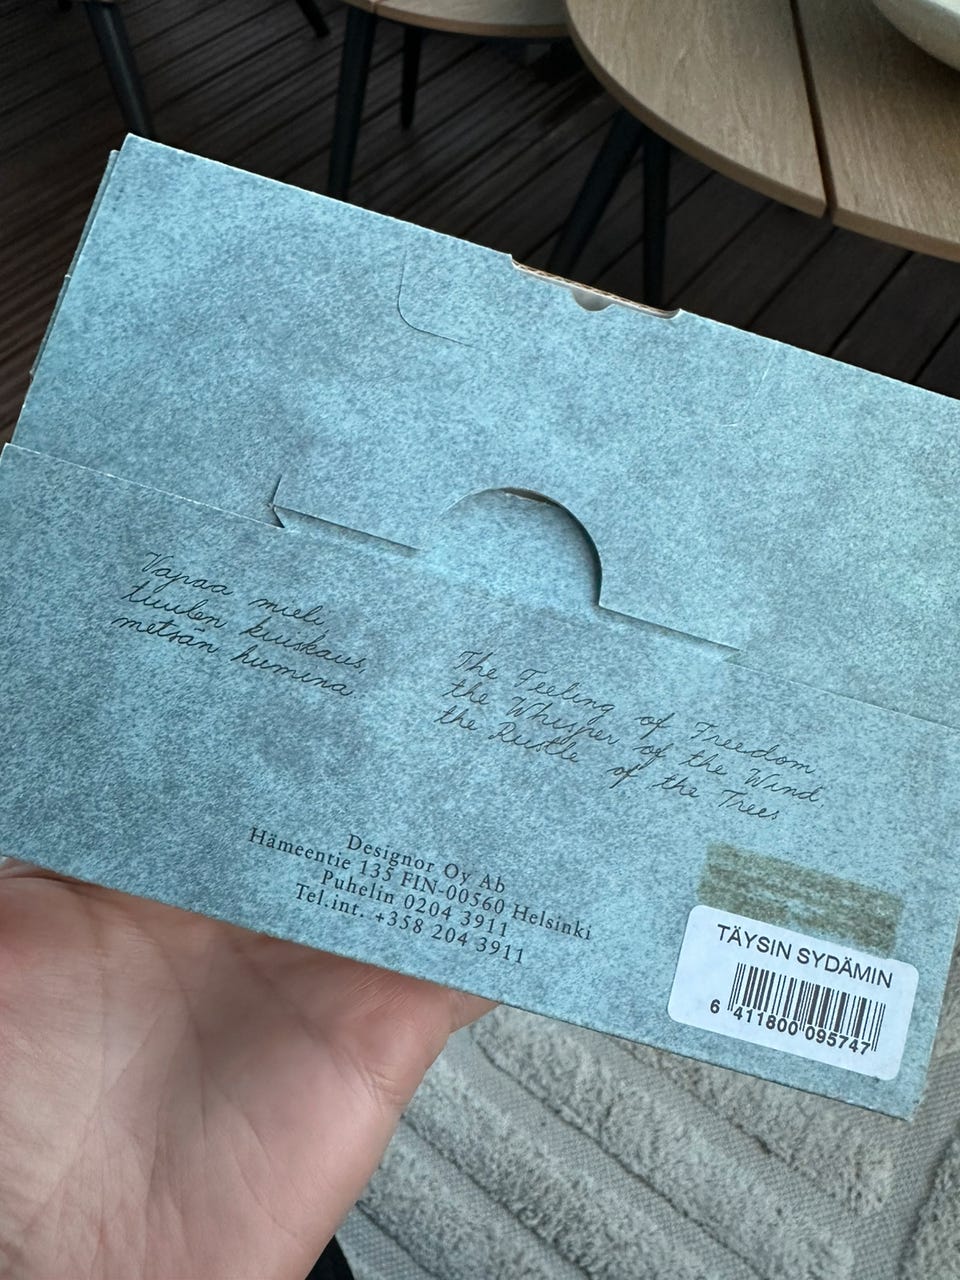 Vapaa mieli,
tuulen kuiskaus,
metsän humina.
The Feeling of Freedom,
the Whisper of the Wind,
the Rustle of the Trees.
Designor Oy Ab
Hämeentie 135 FIN-00560 Helsinki
Puhelin 0204 3911
Tel.int. +358 204 3911
TÄYSIN SYDÄMIN
6 411800 095747